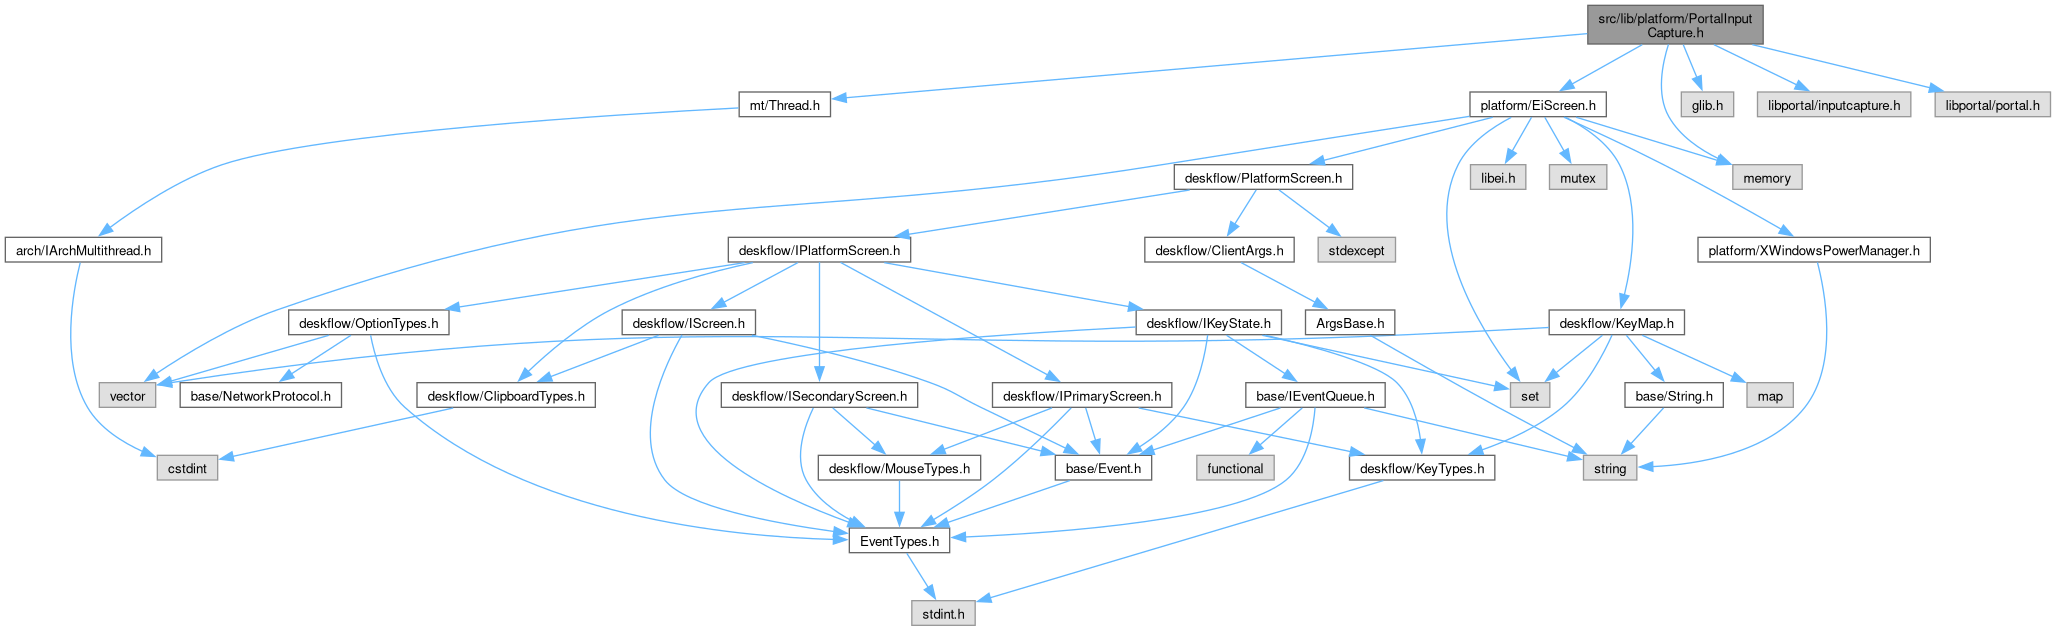 src/lib/platform/PortalInput
Capture.h
mt/Thread.h
platform/EiScreen.h
glib.h
libportal/inputcapture.h
libportal/portal.h
deskflow/PlatformScreen.h
libei.h
mutex
memory
arch/IArchMultithread.h
deskflow/IPlatformScreen.h
deskflow/ClientArgs.h
stdexcept
platform/XWindowsPowerManager.h
deskflow/OptionTypes.h
deskflow/IScreen.h
deskflow/IKeyState.h
ArgsBase.h
deskflow/KeyMap.h
vector
base/NetworkProtocol.h
deskflow/ClipboardTypes.h
deskflow/ISecondaryScreen.h
deskflow/IPrimaryScreen.h
base/IEventQueue.h
set
base/String.h
map
cstdint
deskflow/MouseTypes.h
base/Event.h
functional
deskflow/KeyTypes.h
string
EventTypes.h
stdint.h